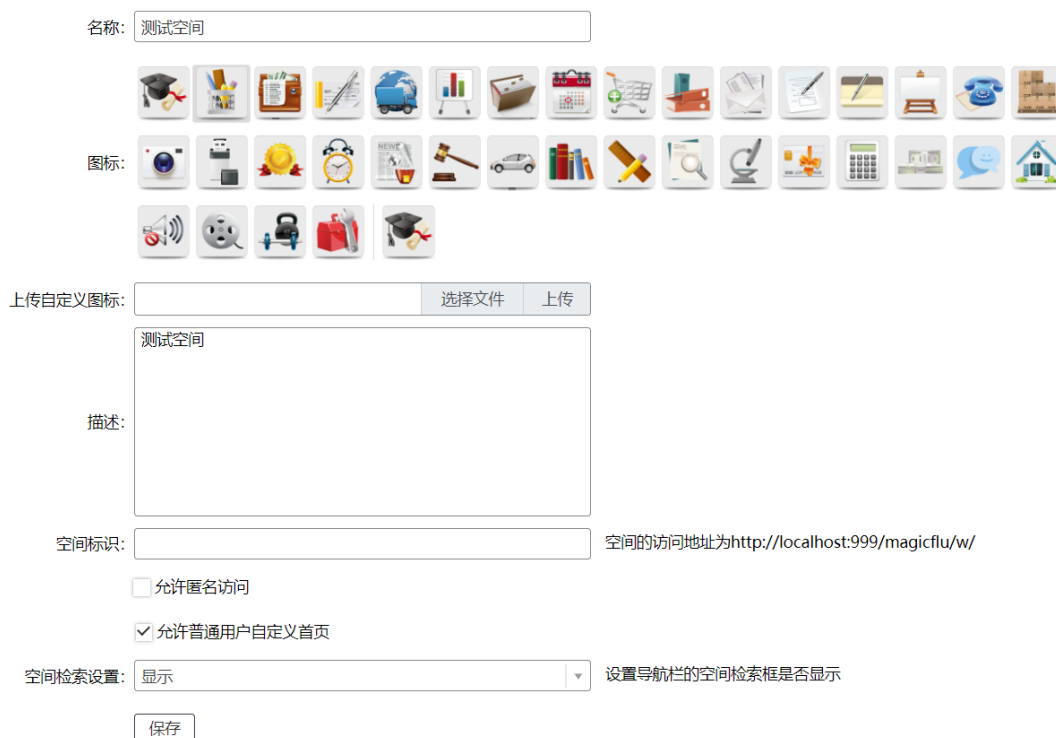 名称： 测试空间
图标：
NEWS
上传自定义图标： 选择文件 上传
描述： 测试空间
空间标识： 空间的访问地址为http://localhost:999/magicflu/w/
允许匿名访问
允许普通用户自定义首页
空间检索设置： 显示 设置导航栏的空间检索框是否显示
保存